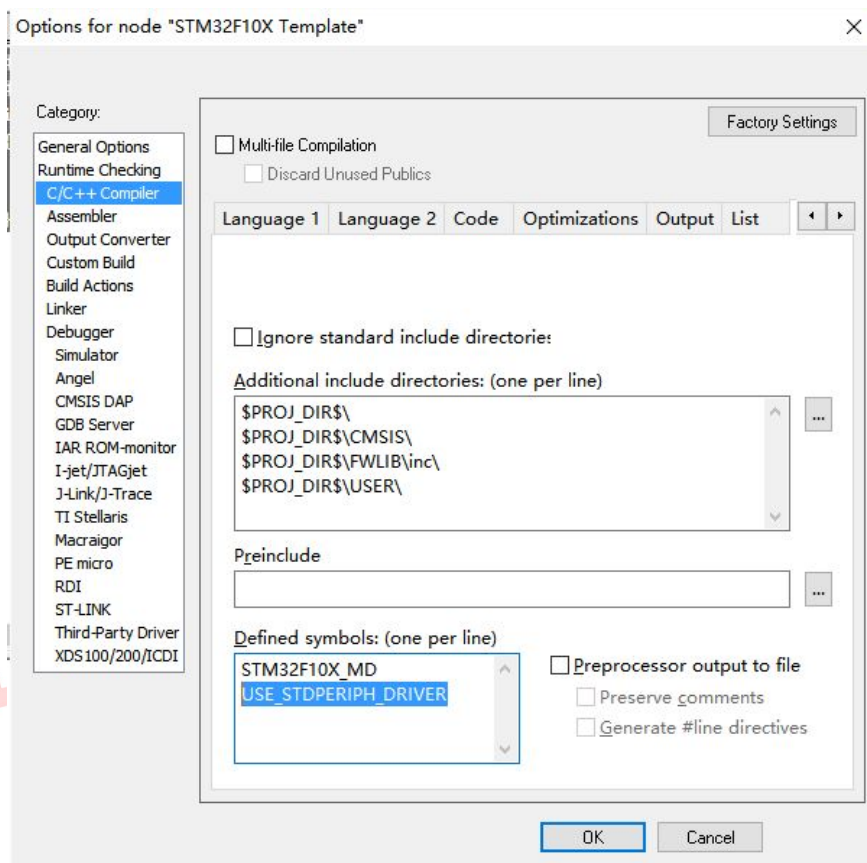 Options for node "STM32F10X Template"
Category:
General Options
Runtime Checking
C/C++ Compiler
Assembler
Output Converter
Custom Build
Build Actions
Linker
Debugger
Simulator
Angel
CMSIS DAP
GDB Server
IAR ROM-monitor
I-jet/JTAGjet
J-Link/J-Trace
TI Stellaris
Macraigor
PE micro
RDI
ST-LINK
Third-Party Driver
XDS100/200/ICDI
Factory Settings
Multi-file Compilation
Discard Unused Publics
Language 1 Language 2 Code Optimizations Output List
Ignore standard include directories
Additional include directories: (one per line)
$PROJ_DIR$\
$PROJ_DIR$\CMSIS\
$PROJ_DIR$\FWLIB\inc\
$PROJ_DIR$\USER\
...
Preinclude
...
Defined symbols: (one per line)
STM32F10X_MD
USE_STDPERIPH_DRIVER
Preprocessor output to file
Preserve comments
Generate #line directives
OK Cancel